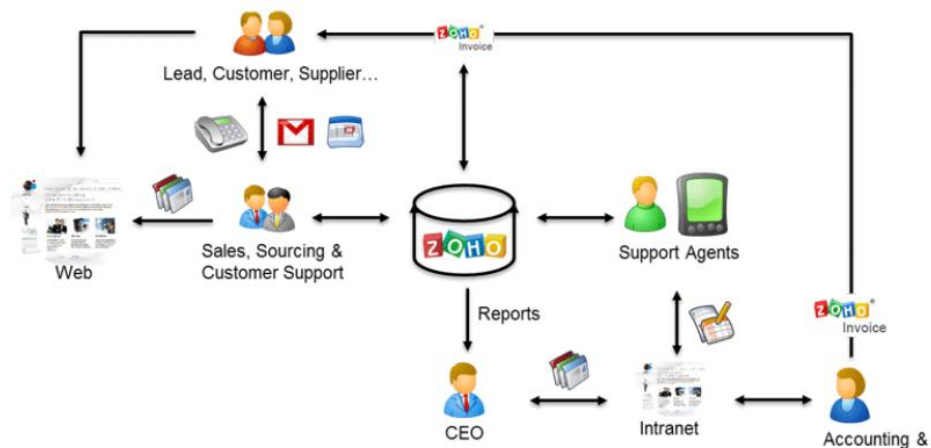 ZOHO
Invoice
Lead, Customer, Supplier...
Web
Sales, Sourcing &
Customer Support
ZOHO
Support Agents
Reports
ZOHO
Invoice
CEO
Intranet
Accounting &